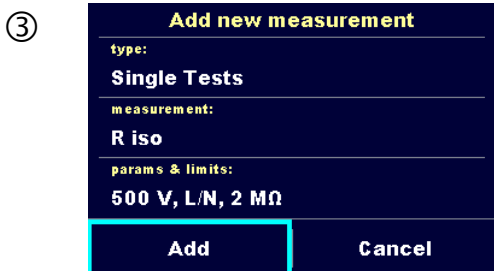 ③
Add new measurement
type:
Single Tests
measurement:
R iso
params & limits:
500 V, L/N, 2 MΩ
Add Cancel